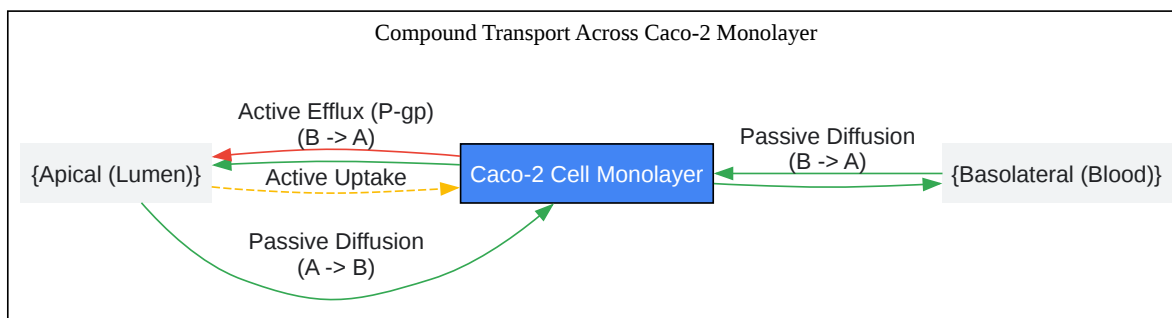 Compound Transport Across Caco-2 Monolayer
Active Efflux (P-gp)
(B -> A)
Passive Diffusion
(B -> A)
{Apical (Lumen)}
Active Uptake
Caco-2 Cell Monolayer
{Basolateral (Blood)}
Passive Diffusion
(A -> B)